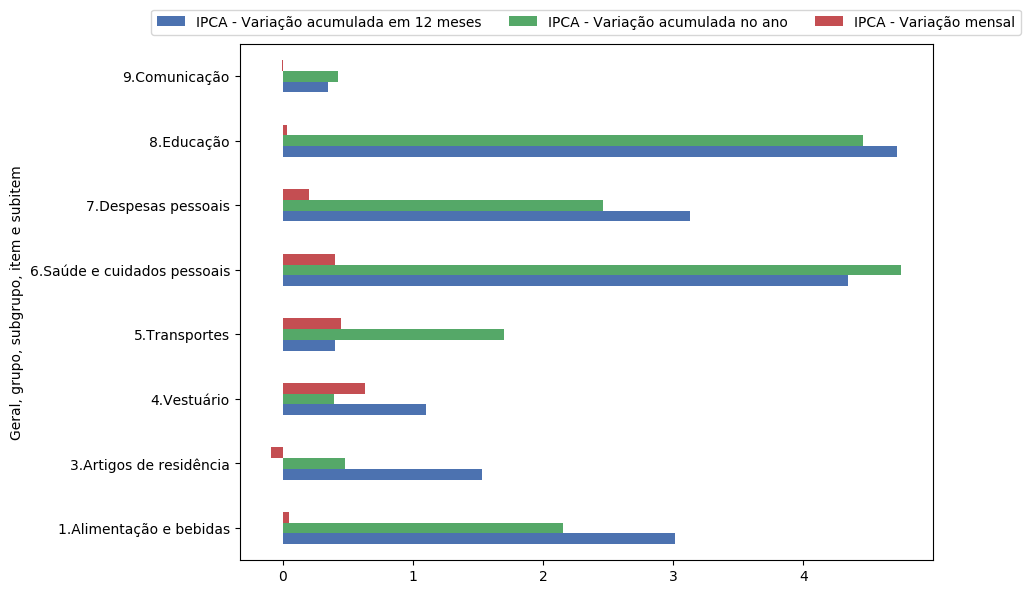 IPCA - Variação acumulada em 12 meses
IPCA - Variação acumulada no ano
IPCA - Variação mensal
Geral, grupo, subgrupo, item e subitem
9.Comunicação
8.Educação
7.Despesas pessoais
6.Saúde e cuidados pessoais
5.Transportes
4.Vestuário
3.Artigos de residência
1.Alimentação e bebidas
0
1
2
3
4